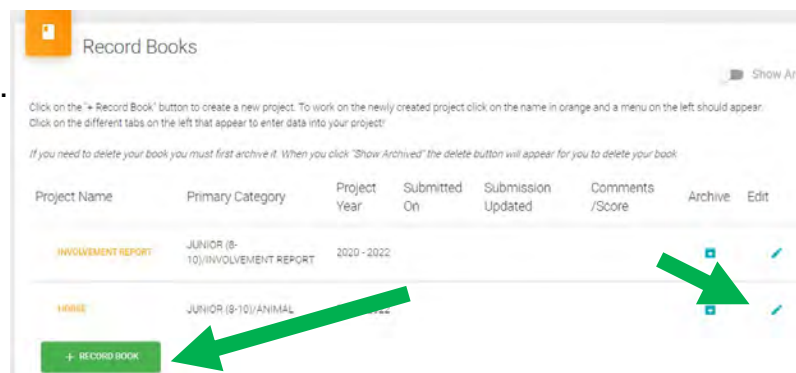 Record Books
Show Ar
Click on the "+ Record Book" button to create a new project. To work on the newly created project click on the name in orange and a menu on the left should appear.
Click on the different tabs on the left that appear to enter data into your project!
If you need to delete your book you must first archive it. When you click "Show Archived" the delete button will appear for you to delete your book
Project Name Primary Category Project Year Submitted On Submission Updated Comments /Score Archive Edit
INVOLVEMENT REPORT JUNIOR (8-10)/INVOLVEMENT REPORT 2020 - 2022
HORSE JUNIOR (8-10)/ANIMAL
+ RECORD BOOK